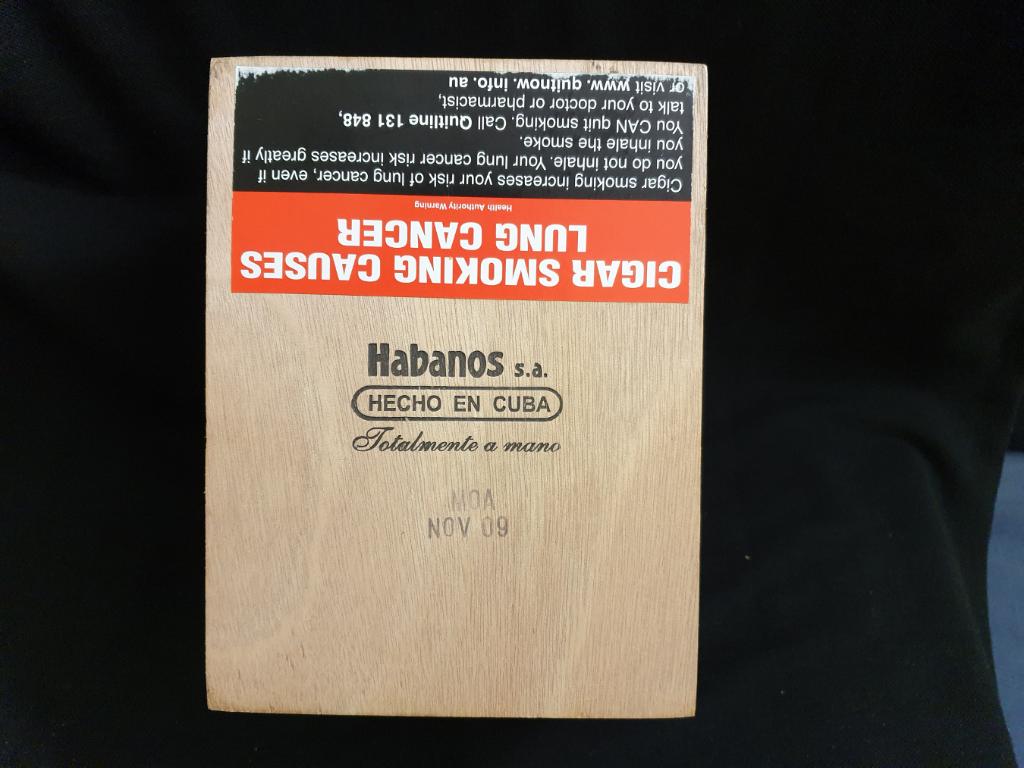 CIGAR SMOKING CAUSES
LUNG CANCER
Health Authority Warning
Cigar smoking increases your risk of lung cancer, even if
you do not inhale. Your lung cancer risk increases greatly if
you inhale the smoke.
You CAN quit smoking. Call Quitline 131 848,
talk to your doctor or pharmacist,
or visit www. quitnow. info. au
Habanos s.a.
HECHO EN CUBA
Totalmente a mano
MOA
NOV 09